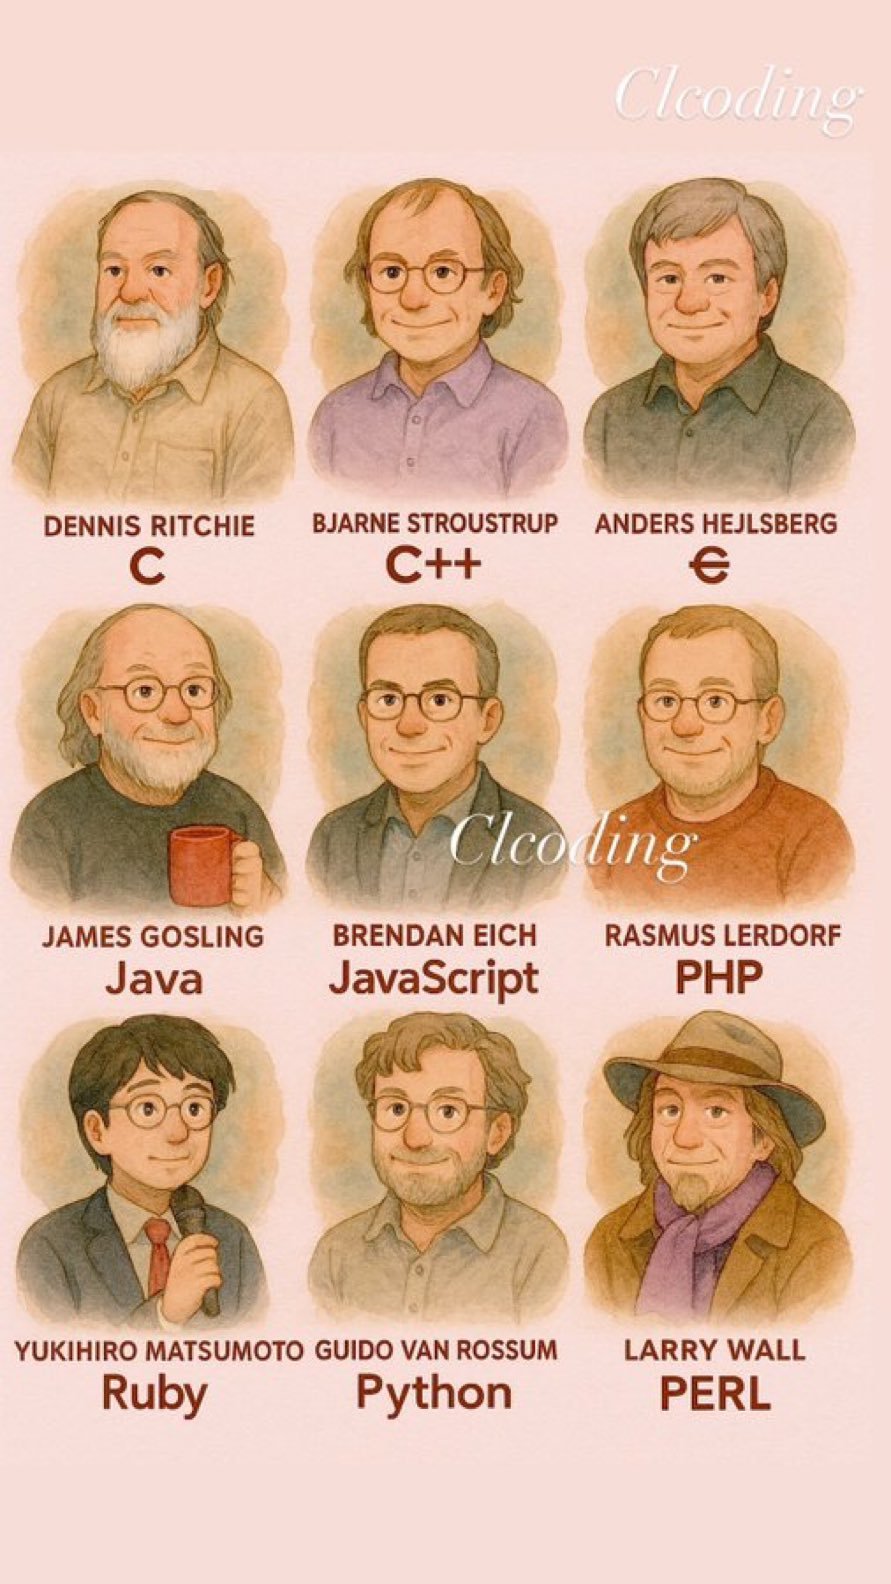 Clcoding
DENNIS RITCHIE
C
BJARNE STROUSTRUP
C++
ANDERS HEJLSBERG
€
JAMES GOSLING
Java
BRENDAN EICH
JavaScript
Clcoding
RASMUS LERDORF
PHP
YUKIHIRO MATSUMOTO
Ruby
GUIDO VAN ROSSUM
Python
LARRY WALL
PERL